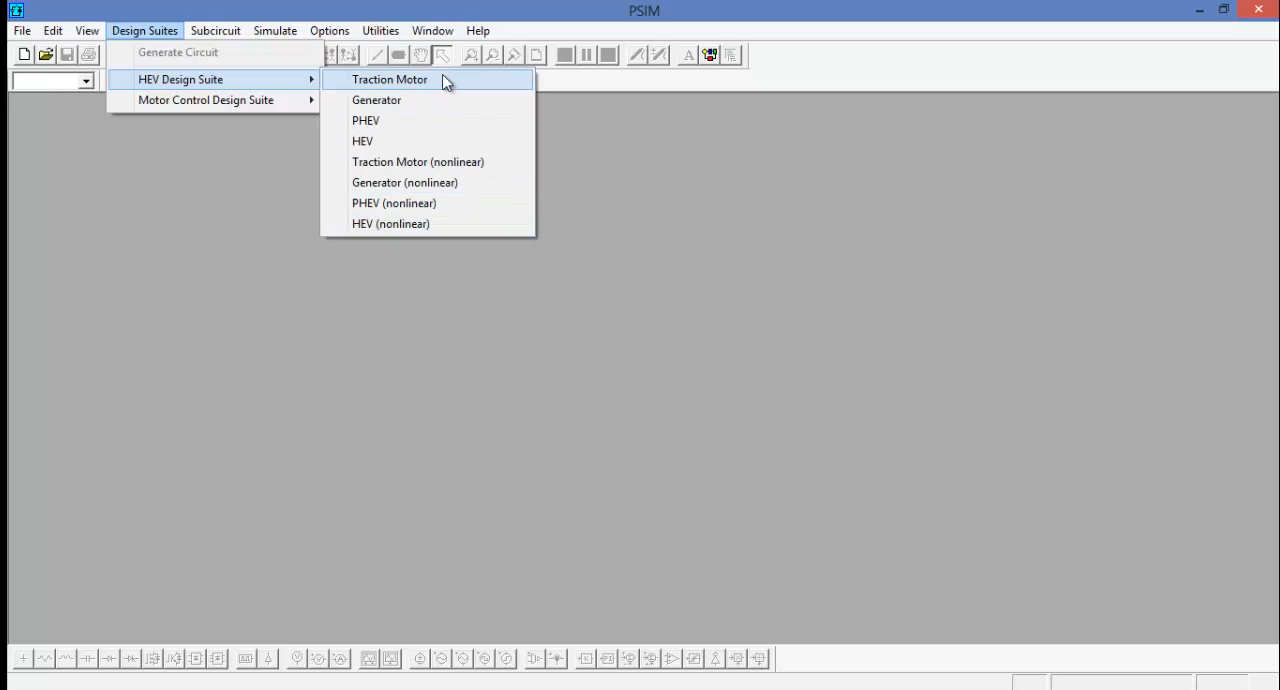 PSIM
File Edit View Design Suites Subcircuit Simulate Options Utilities Window Help
Generate Circuit
HEV Design Suite
Motor Control Design Suite
Traction Motor
Generator
PHEV
HEV
Traction Motor (nonlinear)
Generator (nonlinear)
PHEV (nonlinear)
HEV (nonlinear)